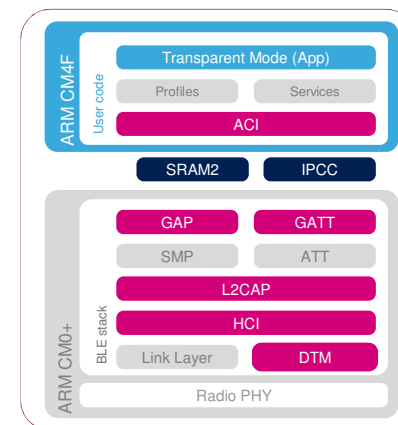 ARM CM4F
User code
Transparent Mode (App)
Profiles
Services
ACI
SRAM2
IPCC
ARM CM0+
BLE stack
GAP
GATT
SMP
ATT
L2CAP
HCI
Link Layer
DTM
Radio PHY